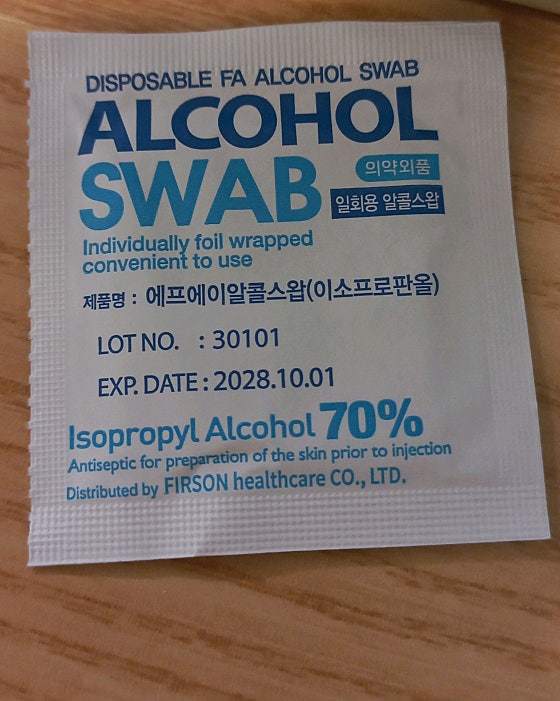 DISPOSABLE FA ALCOHOL SWAB
ALCOHOL
SWAB
의약외품
일회용 알콜스왑
Individually foil wrapped
convenient to use
제품명 : 에프에이알콜스왑(이소프로판올)
LOT NO. : 30101
EXP. DATE : 2028.10.01
Isopropyl Alcohol 70%
Antiseptic for preparation of the skin prior to injection
Distributed by FIRSON healthcare CO., LTD.